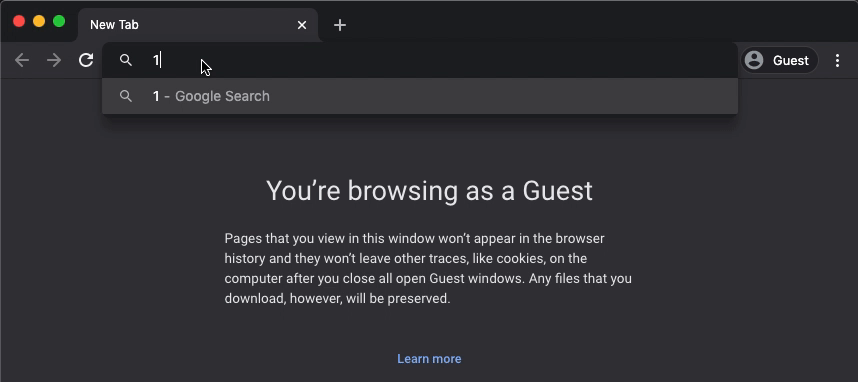 New Tab
1
Guest
1 - Google Search
You're browsing as a Guest
Pages that you view in this window won't appear in the browser
history and they won't leave other traces, like cookies, on the
computer after you close all open Guest windows. Any files that you
download, however, will be preserved.
Learn more